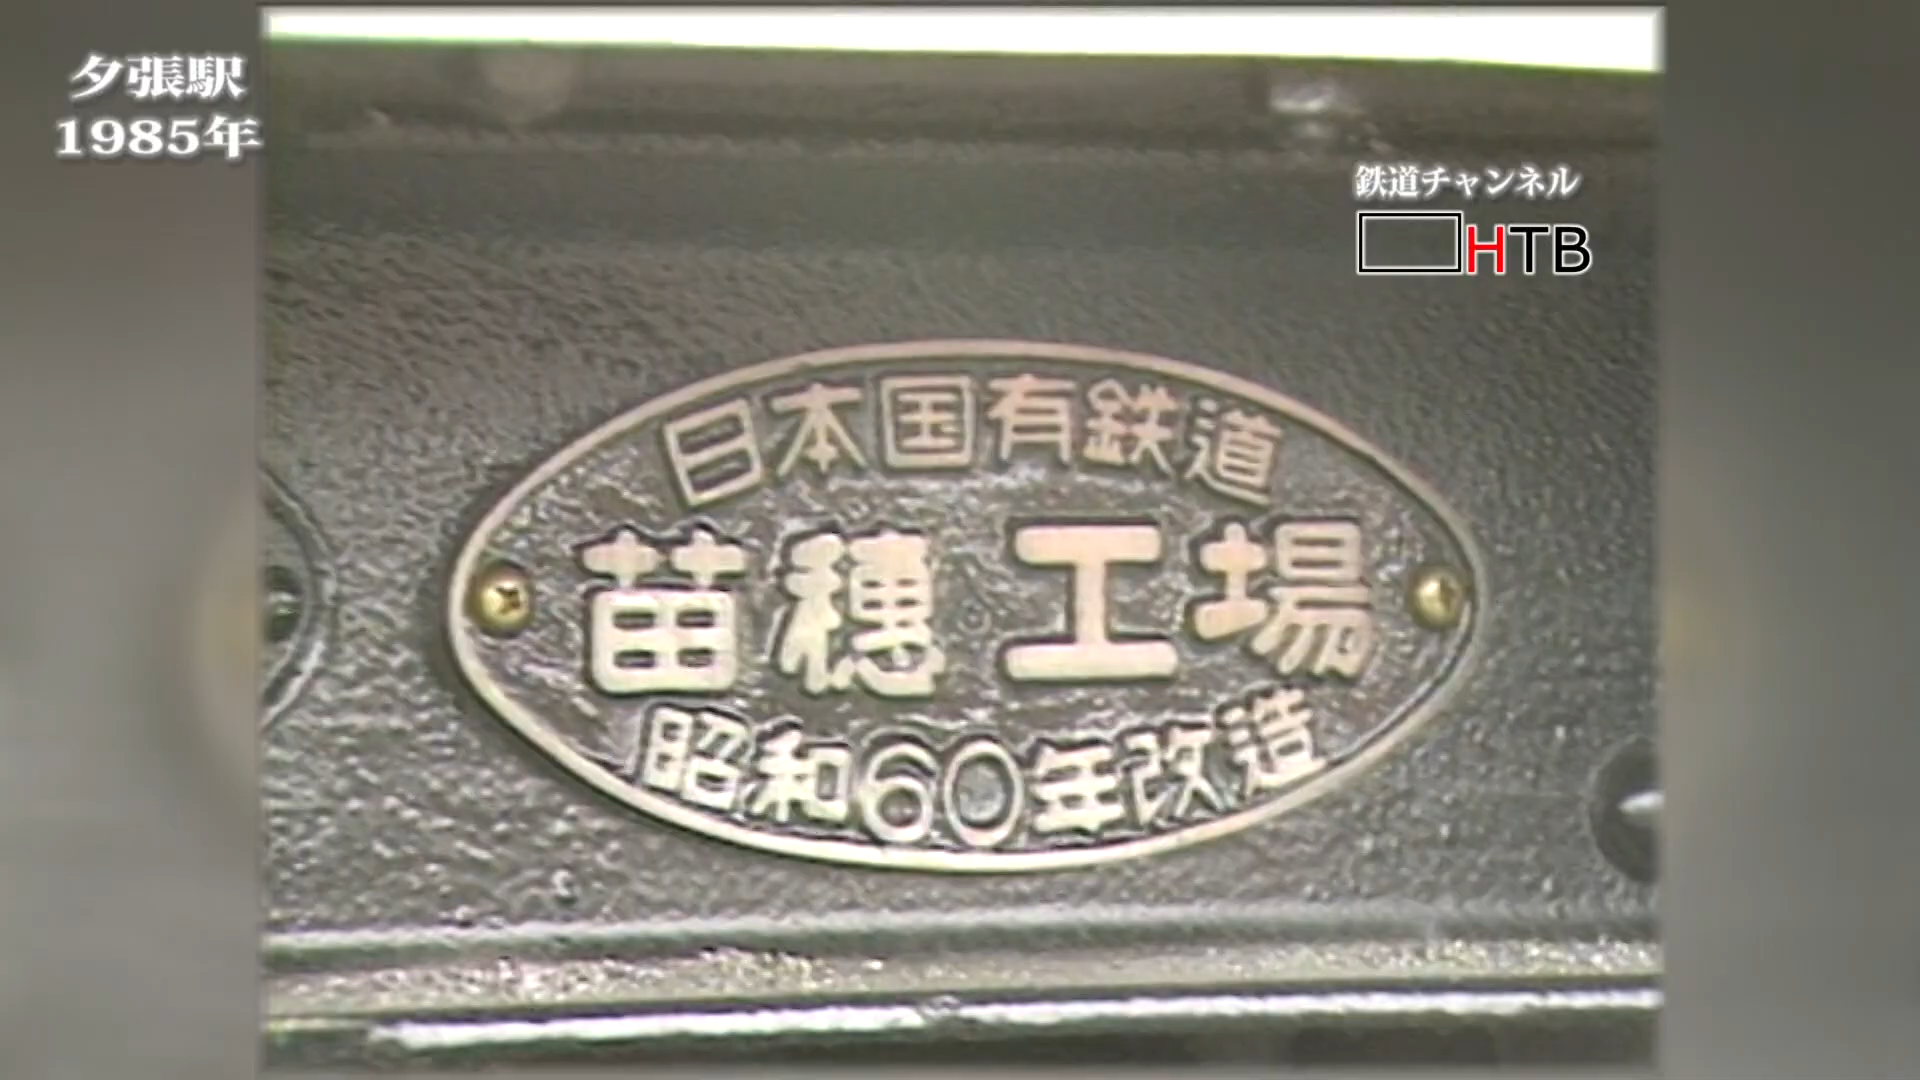 夕張駅
1985年
鉄道チャンネル
HTB
日本国有鉄道
苗穂工場
昭和60年改造